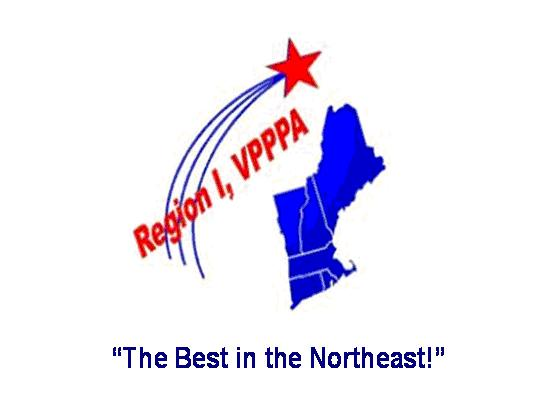 Region I, VPPPA
“The Best in the Northeast!”